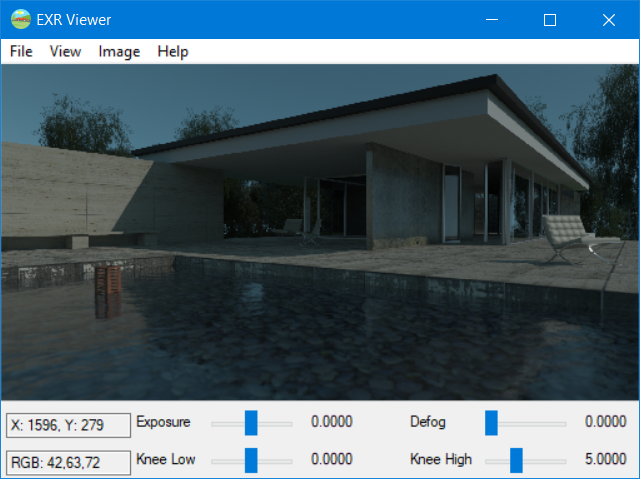 EXR Viewer
File View Image Help
X: 1596, Y: 279 Exposure 0.0000 Defog 0.0000
RGB: 42,63,72 Knee Low 0.0000 Knee High 5.0000